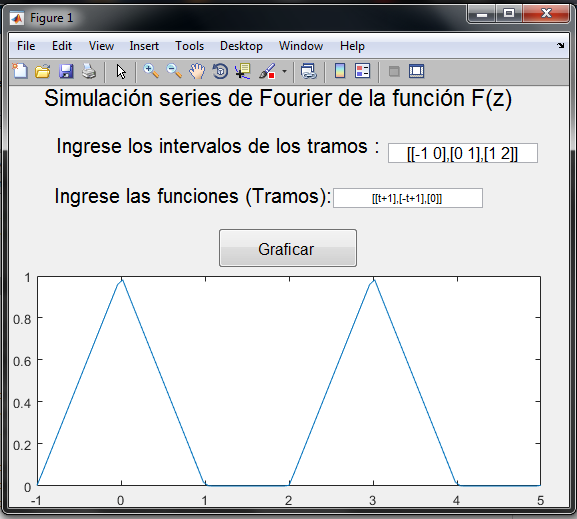 Figure 1
File Edit View Insert Tools Desktop Window Help
Simulación series de Fourier de la función F(z)
Ingrese los intervalos de los tramos : [[-1 0],[0 1],[1 2]]
Ingrese las funciones (Tramos): [[t+1],[-t+1],[0]]
Graficar
1
0.8
0.6
0.4
0.2
0
-1 0 1 2 3 4 5